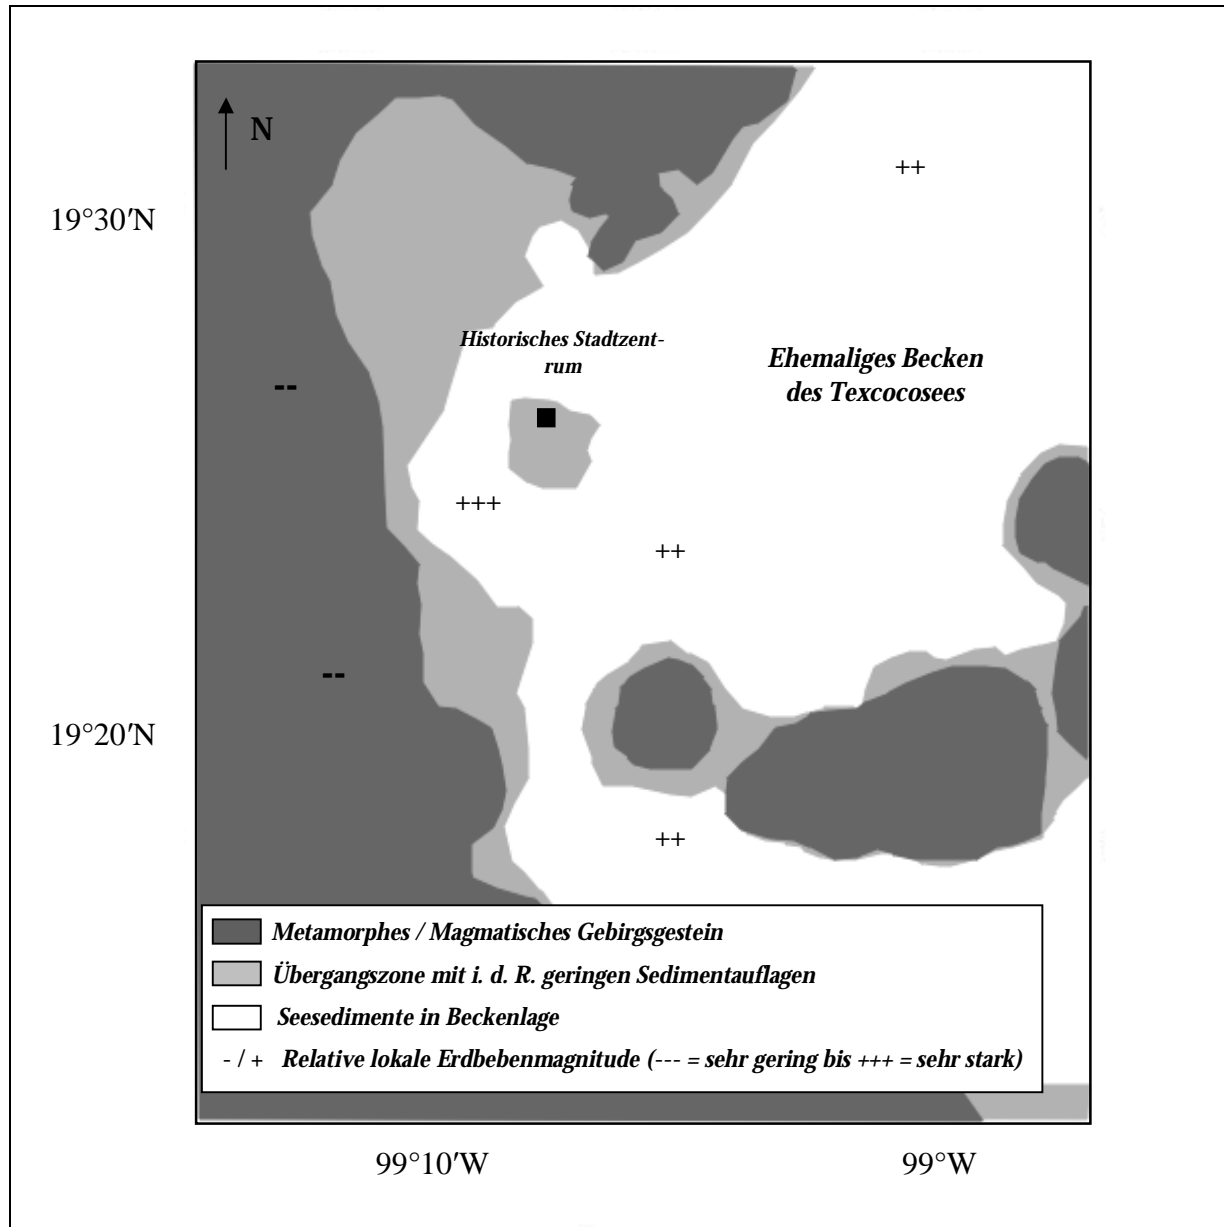 N
++
19°30′N
Historisches Stadtzent-
rum
Ehemaliges Becken
des Texcocosees
--
+++
++
--
19°20′N
++
Metamorphes / Magmatisches Gebirgsgestein
Übergangszone mit i. d. R. geringen Sedimentauflagen
Seesedimente in Beckenlage
- / + Relative lokale Erdbebenmagnitude (--- = sehr gering bis +++ = sehr stark)
99°10′W
99°W